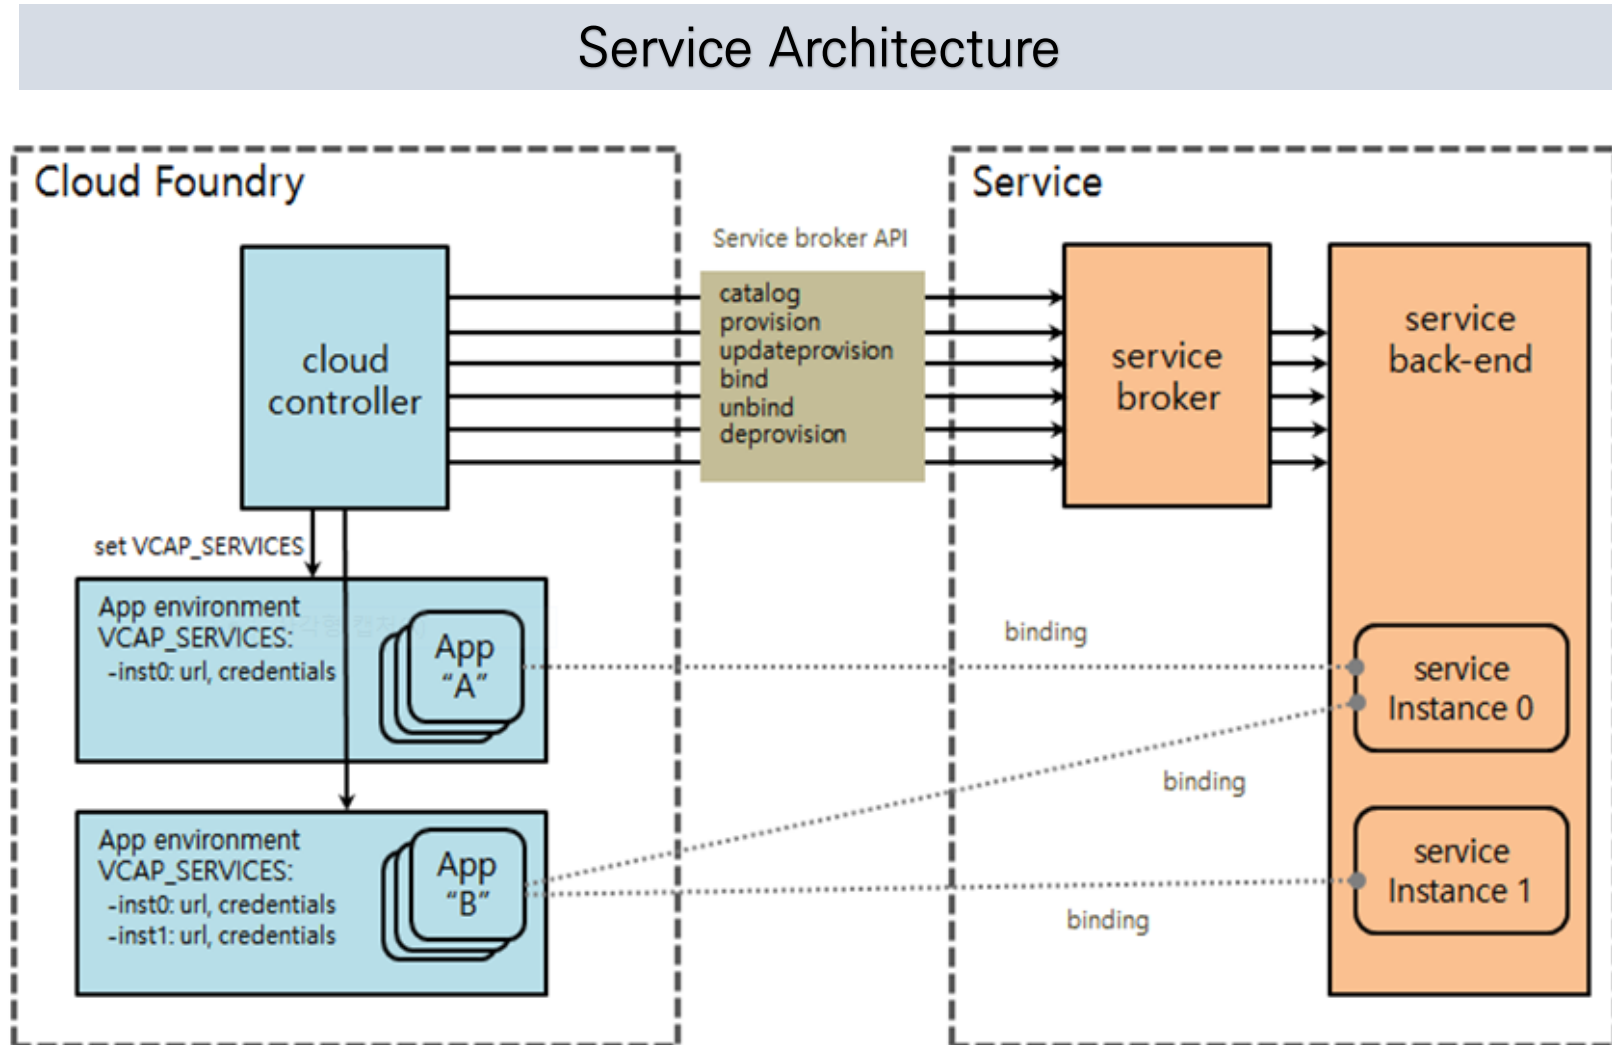 Service Architecture
Cloud Foundry
Service
Service broker API
cloud
controller
catalog
provision
updateprovision
bind
unbind
deprovision
service
broker
service
back-end
set VCAP_SERVICES
App environment
VCAP_SERVICES:
-inst0: url, credentials
App
“A”
binding
service
Instance 0
binding
App environment
VCAP_SERVICES:
-inst0: url, credentials
-inst1: url, credentials
App
“B”
binding
service
Instance 1